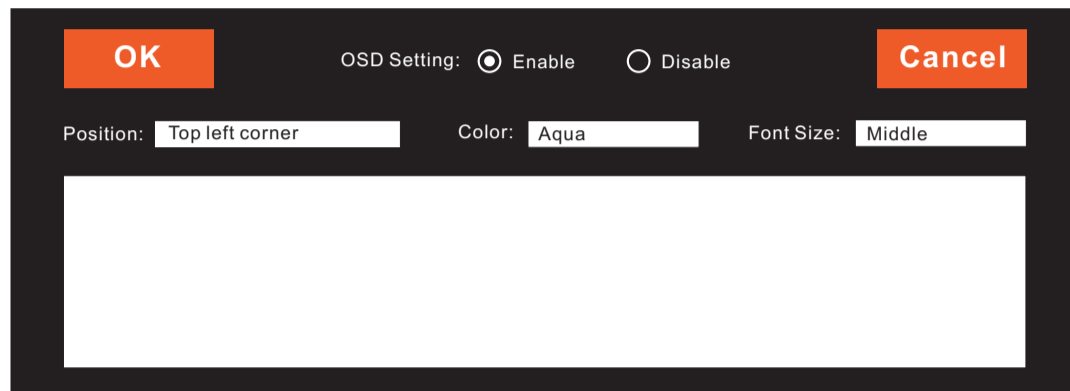 OK
OSD Setting: Enable Disable
Cancel
Position: Top left corner
Color: Aqua
Font Size: Middle